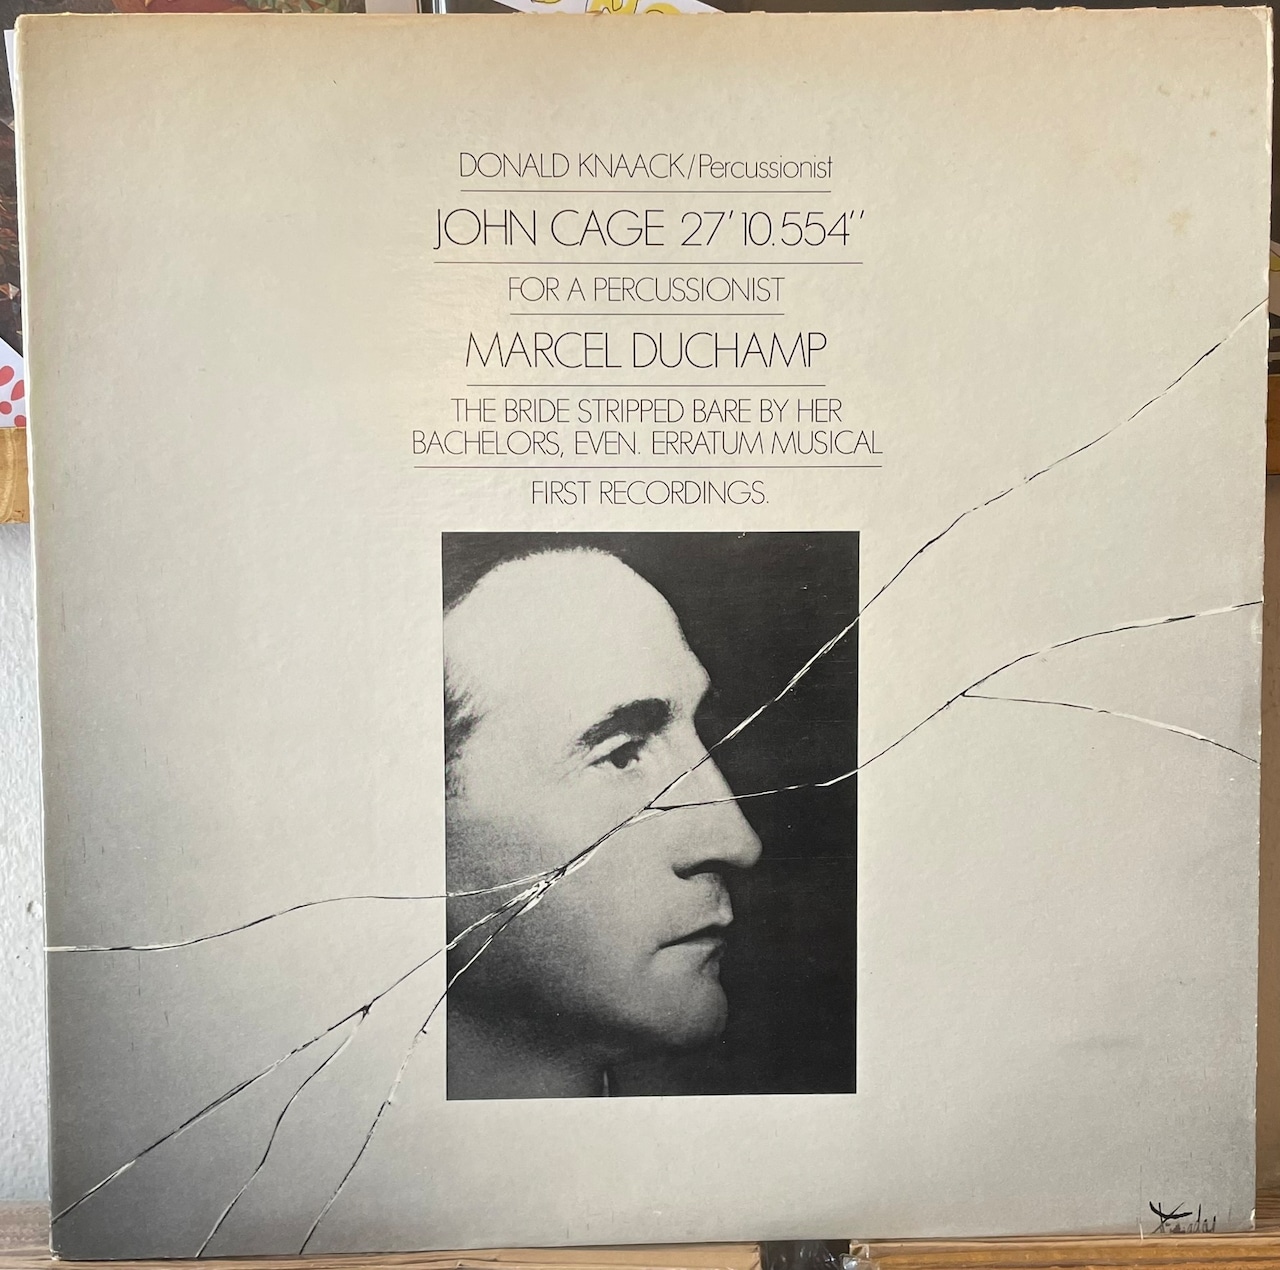 DONALD KNAACK/Percussionist
JOHN CAGE 27'10.554''
FOR A PERCUSSIONIST
MARCEL DUCHAMP
THE BRIDE STRIPPED BARE BY HER
BACHELORS, EVEN. ERRATUM MUSICAL
FIRST RECORDINGS.